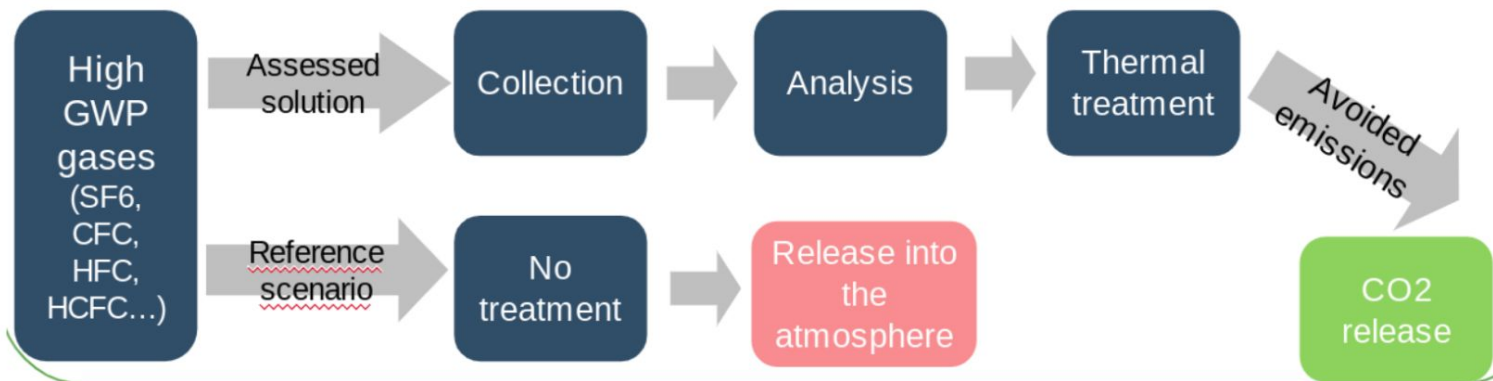 High
GWP
gases
(SF6,
CFC,
HFC,
HCFC…)
Assessed
solution
Collection
Analysis
Thermal
treatment
Avoided
emissions
Reference
scenario
No
treatment
Release into
the
atmosphere
CO2
release